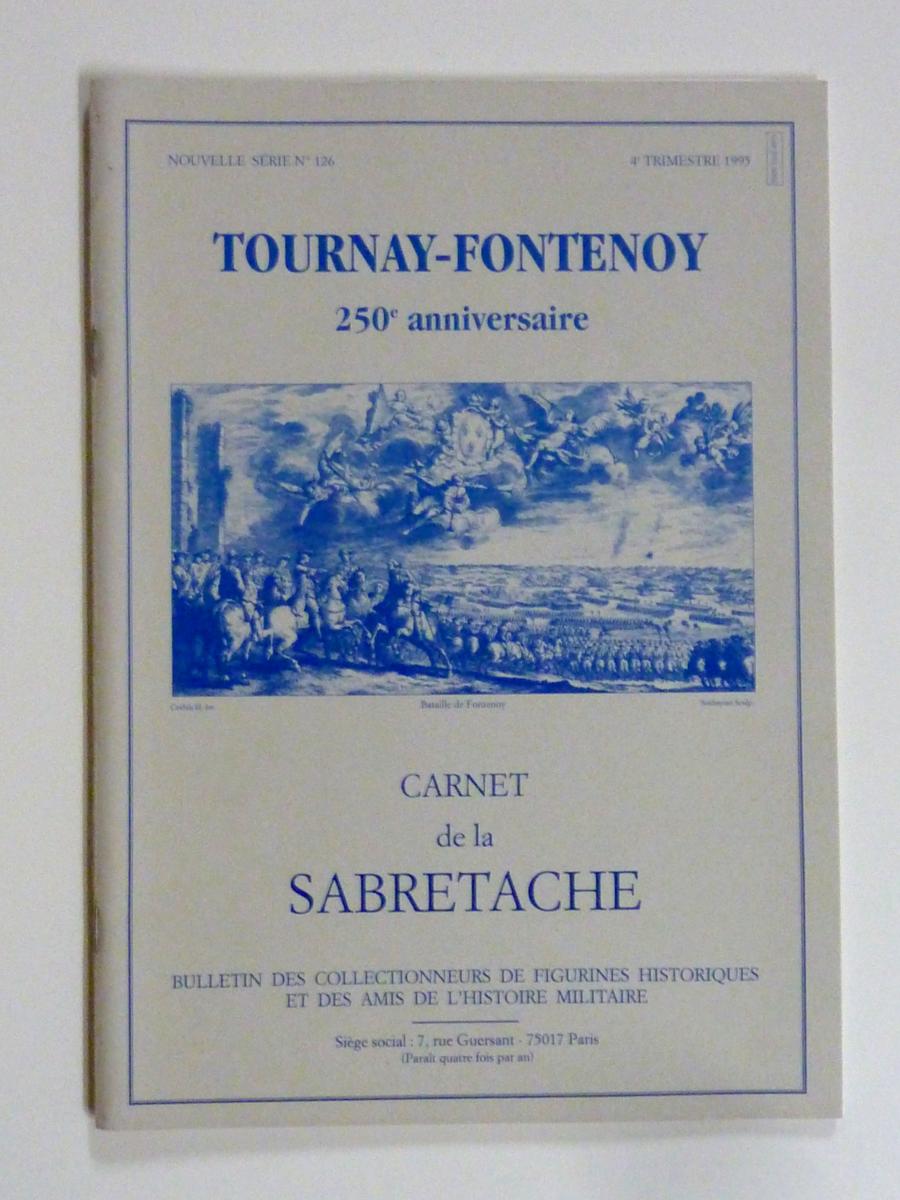 NOUVELLE SÉRIE N° 126
4e TRIMESTRE 1995
TOURNAY-FONTENOY
250e anniversaire
Bataille de Fontenoy
Sculp.
CARNET
de la
SABRETACHE
BULLETIN DES COLLECTIONNEURS DE FIGURINES HISTORIQUES
ET DES AMIS DE L'HISTOIRE MILITAIRE
Siège social : 7, rue Guersant - 75017 Paris
(Paraît quatre fois par an)